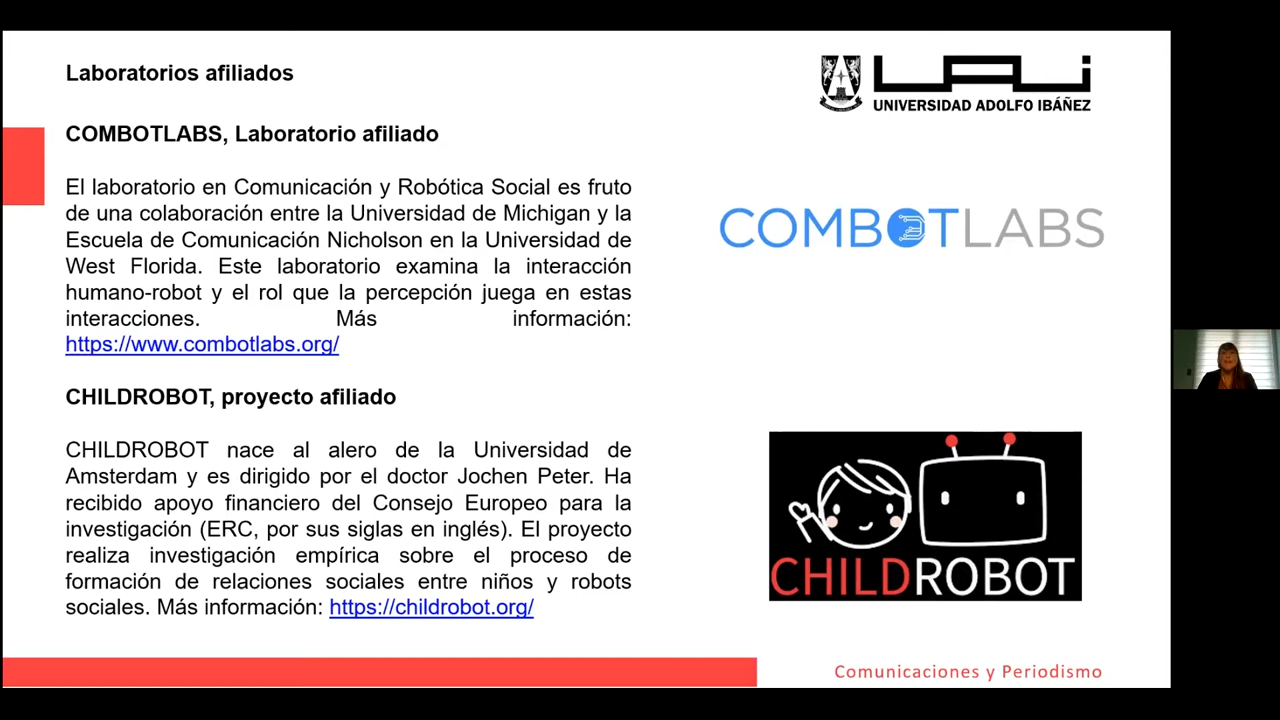 Laboratorios afiliados
UAi
UNIVERSIDAD ADOLFO IBÁÑEZ
COMBOTLABS, Laboratorio afiliado
El laboratorio en Comunicación y Robótica Social es fruto
de una colaboración entre la Universidad de Michigan y la
Escuela de Comunicación Nicholson en la Universidad de
West Florida. Este laboratorio examina la interacción
humano-robot y el rol que la percepción juega en estas
interacciones. Más información:
https://www.combotlabs.org/
COMBOTLABS
CHILDROBOT, proyecto afiliado
CHILDROBOT nace al alero de la Universidad de
Amsterdam y es dirigido por el doctor Jochen Peter. Ha
recibido apoyo financiero del Consejo Europeo para la
investigación (ERC, por sus siglas en inglés). El proyecto
realiza investigación empírica sobre el proceso de
formación de relaciones sociales entre niños y robots
sociales. Más información: https://childrobot.org/
CHILDROBOT
Comunicaciones y Periodismo